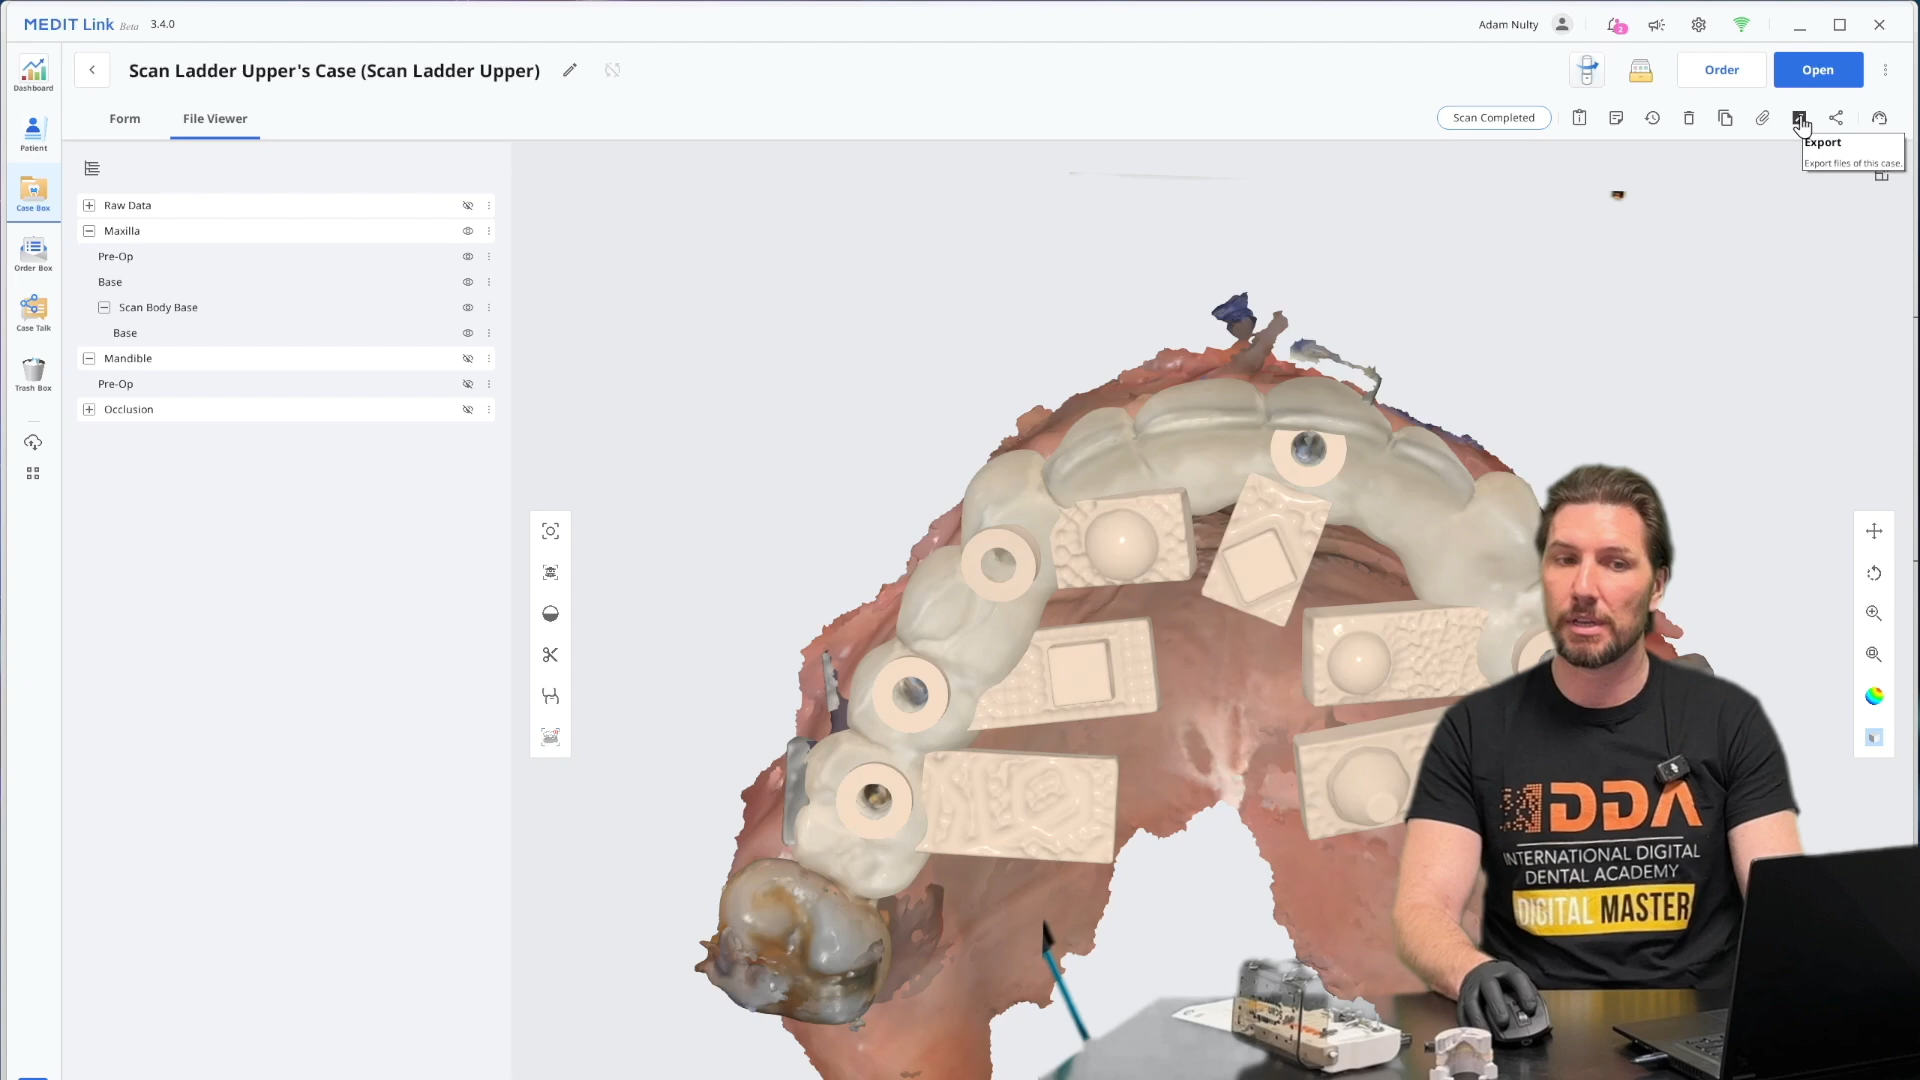 MEDIT Link Beta 3.4.0
Adam Nulty
2
Dashboard
Patient
Case Box
Order Box
Case Talk
Trash Box
Scan Ladder Upper's Case (Scan Ladder Upper)
Order
Open
Form
File Viewer
Scan Completed
Export
Export files of this case.
Raw Data
Maxilla
Pre-Op
Base
Scan Body Base
Base
Mandible
Pre-Op
Occlusion
IDDA
INTERNATIONAL DIGITAL
DENTAL ACADEMY
DIGITAL MASTER